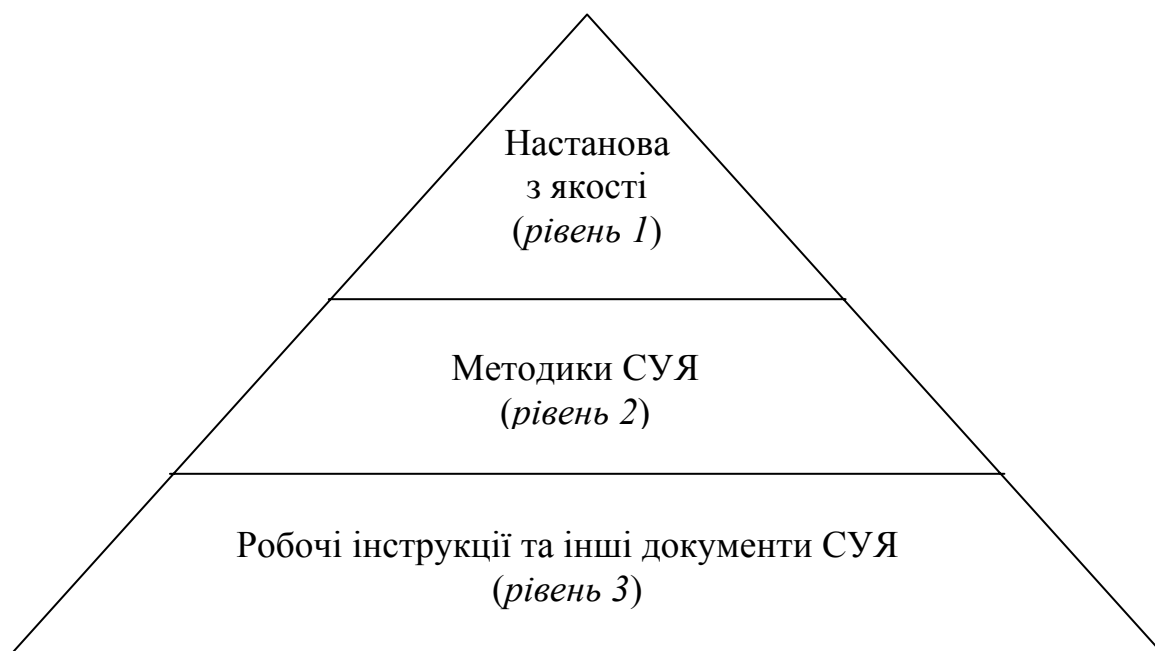 Настанова
з якості
(рівень 1)
Методики СУЯ
(рівень 2)
Робочі інструкції та інші документи СУЯ
(рівень 3)